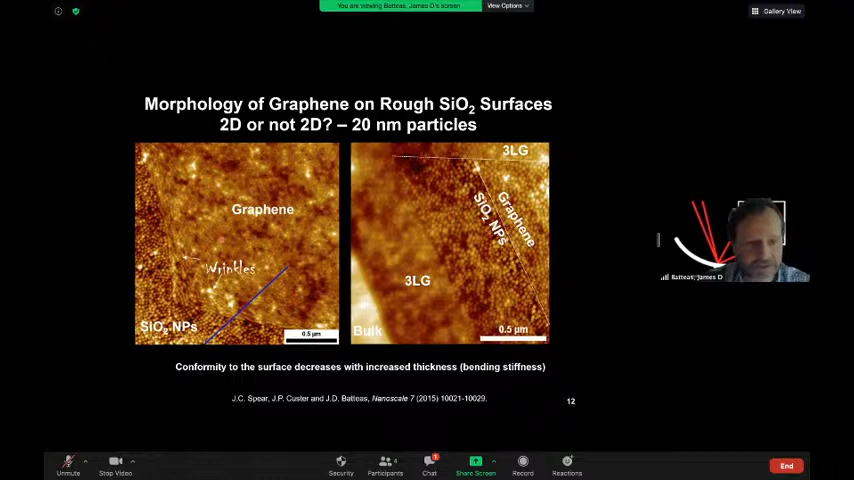 You are viewing Batteas, James D's screen
View Options
Gallery View
Morphology of Graphene on Rough SiO₂ Surfaces
2D or not 2D? – 20 nm particles
Graphene
Wrinkles
SiO₂ NPs
0.5 µm
3LG
Graphene
SiO₂ NPs
3LG
Bulk
0.5 µm
Conformity to the surface decreases with increased thickness (bending stiffness)
J.C. Spear, J.P. Custer and J.D. Batteas, Nanoscale 7 (2015) 10021-10029.
12
Batteas, James D
Unmute
Stop Video
Security
Participants
4
Chat
1
Share Screen
Record
Reactions
End